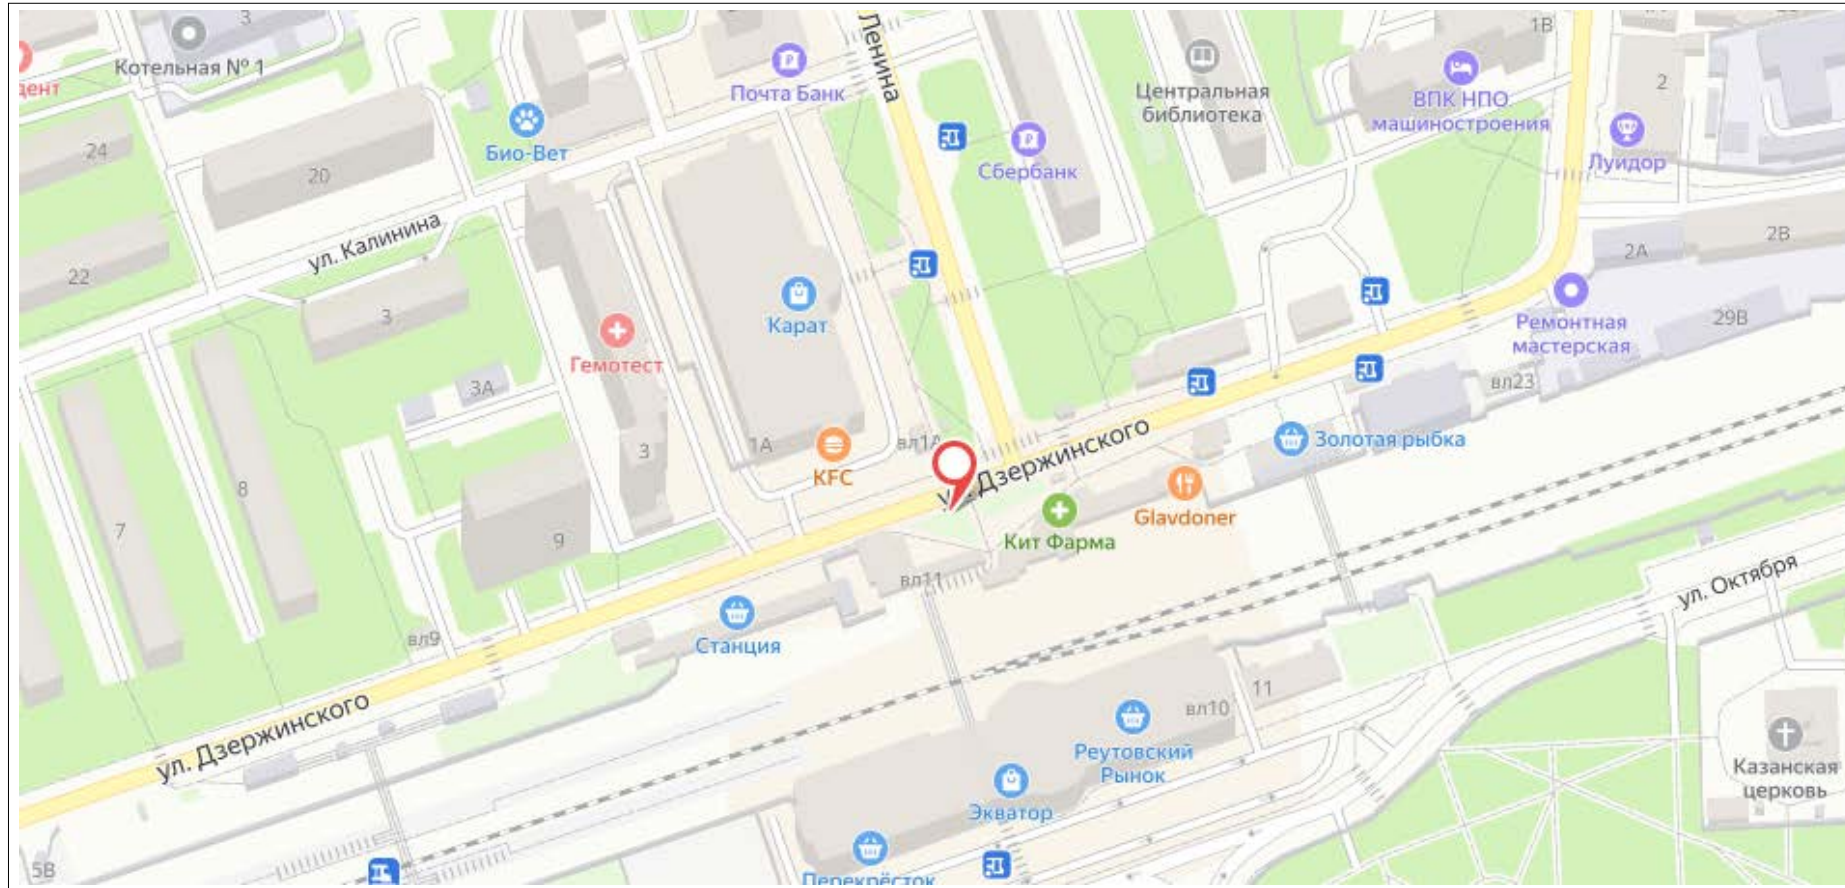 3
1В
Котельная № 1
дент
Ленина
Почта Банк
Центральная
библиотека
ВПК НПО
машиностроения
2
24
Био-Вет
Сбербанк
Луидор
20
ул. Калинина
22
2А
2В
3
Карат
Гемотест
Ремонтная
мастерская
29В
3А
вл23
3
1А
KFC
вл1А
ул. Дзержинского
Золотая рыбка
8
7
9
Кит Фарма
Glavdoner
вл11
ул. Октября
вл9
Станция
11
вл10
ул. Дзержинского
Реутовский
Рынок
Экватор
Казанская
церковь
Перекрёсток
5В